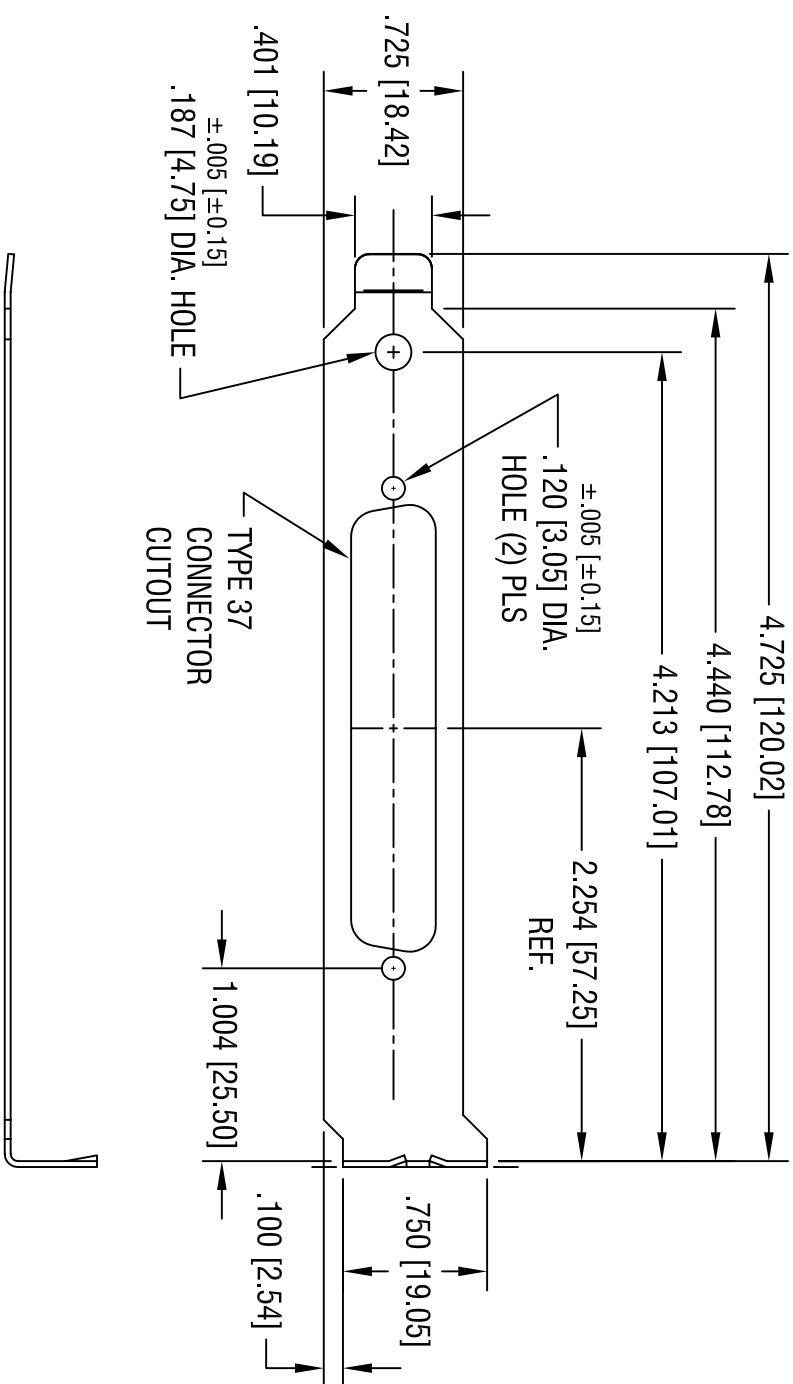 4.725 [120.02]
4.440 [112.78]
4.213 [107.01]
2.254 [57.25]
REF.
±.005 [±0.15]
.120 [3.05] DIA.
HOLE (2) PLS
.725 [18.42]
.401 [10.19]
±.005 [±0.15]
.187 [4.75] DIA. HOLE
TYPE 37
CONNECTOR
CUTOUT
1.004 [25.50]
.750 [19.05]
.100 [2.54]